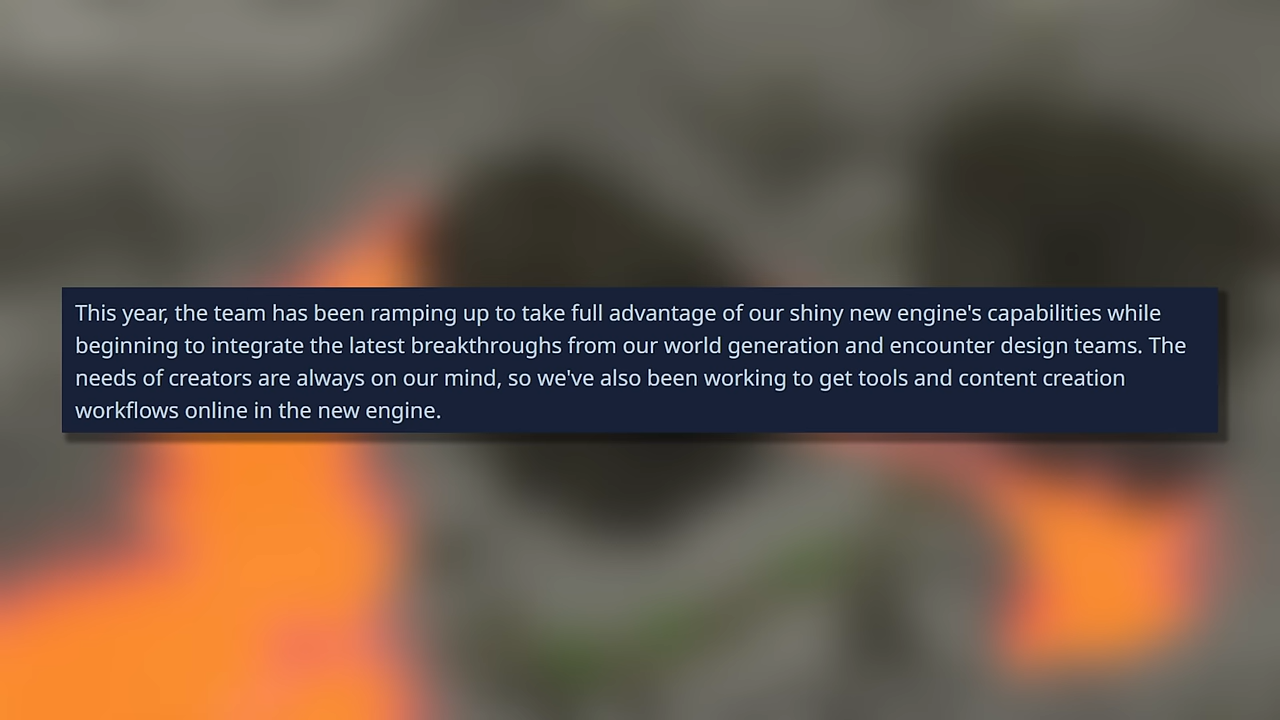 This year, the team has been ramping up to take full advantage of our shiny new engine's capabilities while
beginning to integrate the latest breakthroughs from our world generation and encounter design teams. The
needs of creators are always on our mind, so we've also been working to get tools and content creation
workflows online in the new engine.